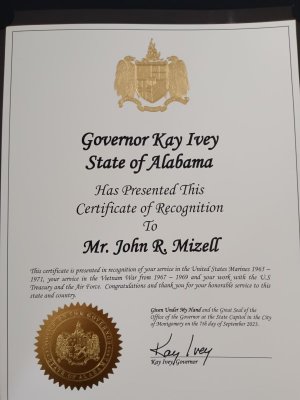 Governor Kay Ivey
State of Alabama
Has Presented This
Certificate of Recognition
To
Mr. John R. Mizell
This certificate is presented in recognition of your service in the United States Marines 1965 –
1971, your service in the Vietnam War from 1967 – 1969 and your work with the U.S
Treasury and the Air Force. Congratulations and thank you for your honorable service to this
state and country.
Given Under My Hand and the Great Seal of the
Office of the Governor at the State Capitol in the City
of Montgomery on the 7th day of September 2023.
Kay Ivey
Kay Ivey, Governor